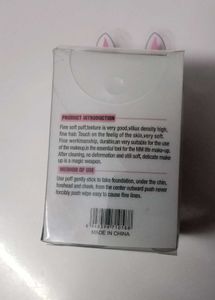 PRODUCT INTRODUCTION
Fine soft puff,texture is very good,villux density high,
fine hair. Touch on the feelig of the skin,very soft.
Fine workmanship, durable,an very suitable for the use
of the makeup,is the essential tool for the MM life make-up.
After cleaning, no deformation and still soft, delicate make
up is a magic weapon.
METHOD OF USE
Use puff gently stick to take foundation, under the chin,
forehead and cheek, from the center outward push never
forcibly push wipe easy to cause fine lines.
MADE IN CHINA